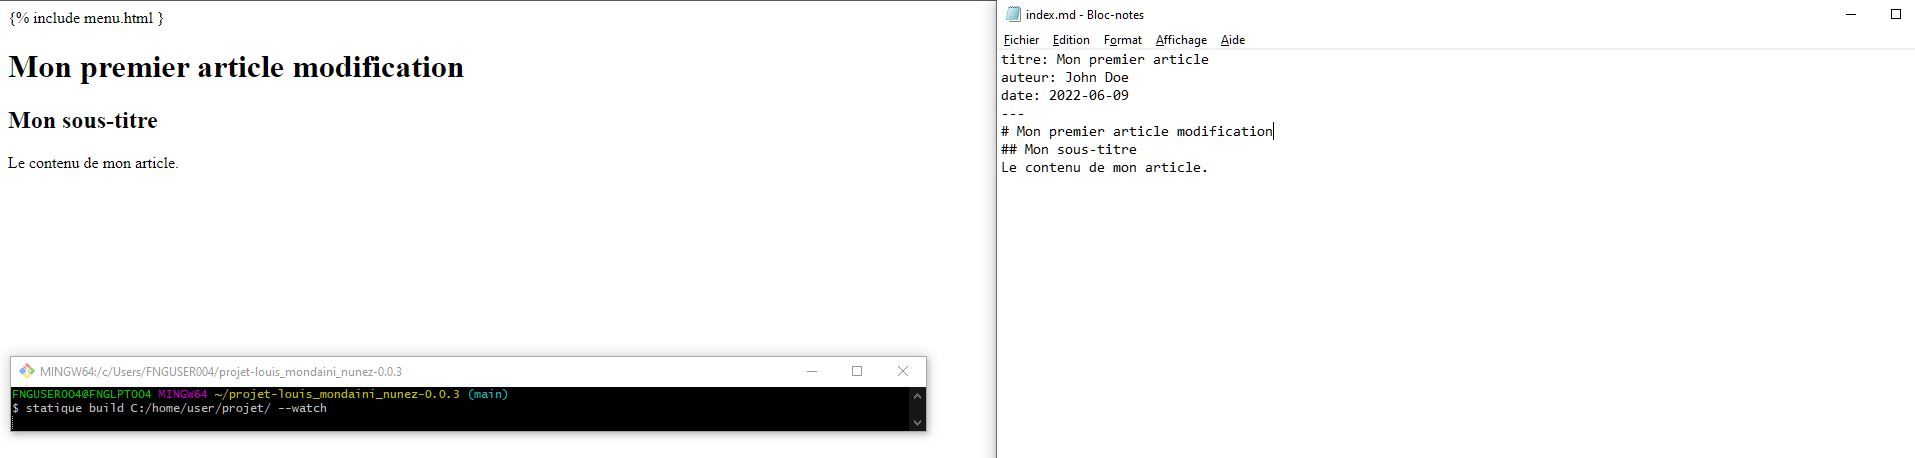 {% include menu.html }
Mon premier article modification
Mon sous-titre
Le contenu de mon article.
MINGW64:/c/Users/FNGUSER004/projet-louis_mondaini_nunez-0.0.3
FNGUSER004@FNGLPT004 MINGW64 ~/projet-louis_mondaini_nunez-0.0.3 (main)
$ statique build C:/home/user/projet/ --watch
index.md - Bloc-notes
Fichier Edition Format Affichage Aide
titre: Mon premier article
auteur: John Doe
date: 2022-06-09
---
# Mon premier article modification
## Mon sous-titre
Le contenu de mon article.